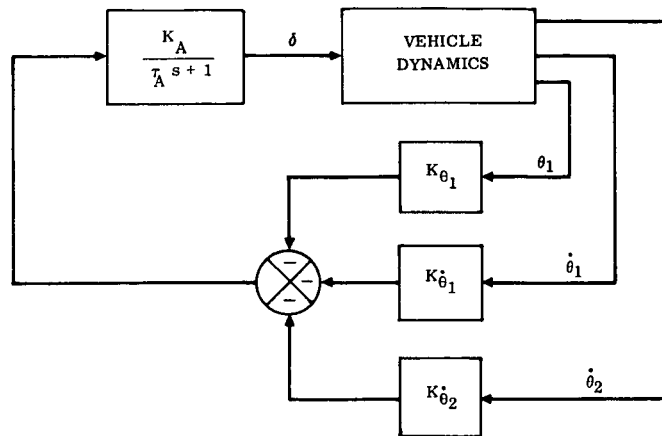 K_A
τ_A s + 1
δ
VEHICLE
DYNAMICS
K_θ₁
θ₁
K_θ̇₁
θ̇₁
K_θ̇₂
θ̇₂
−
−
−